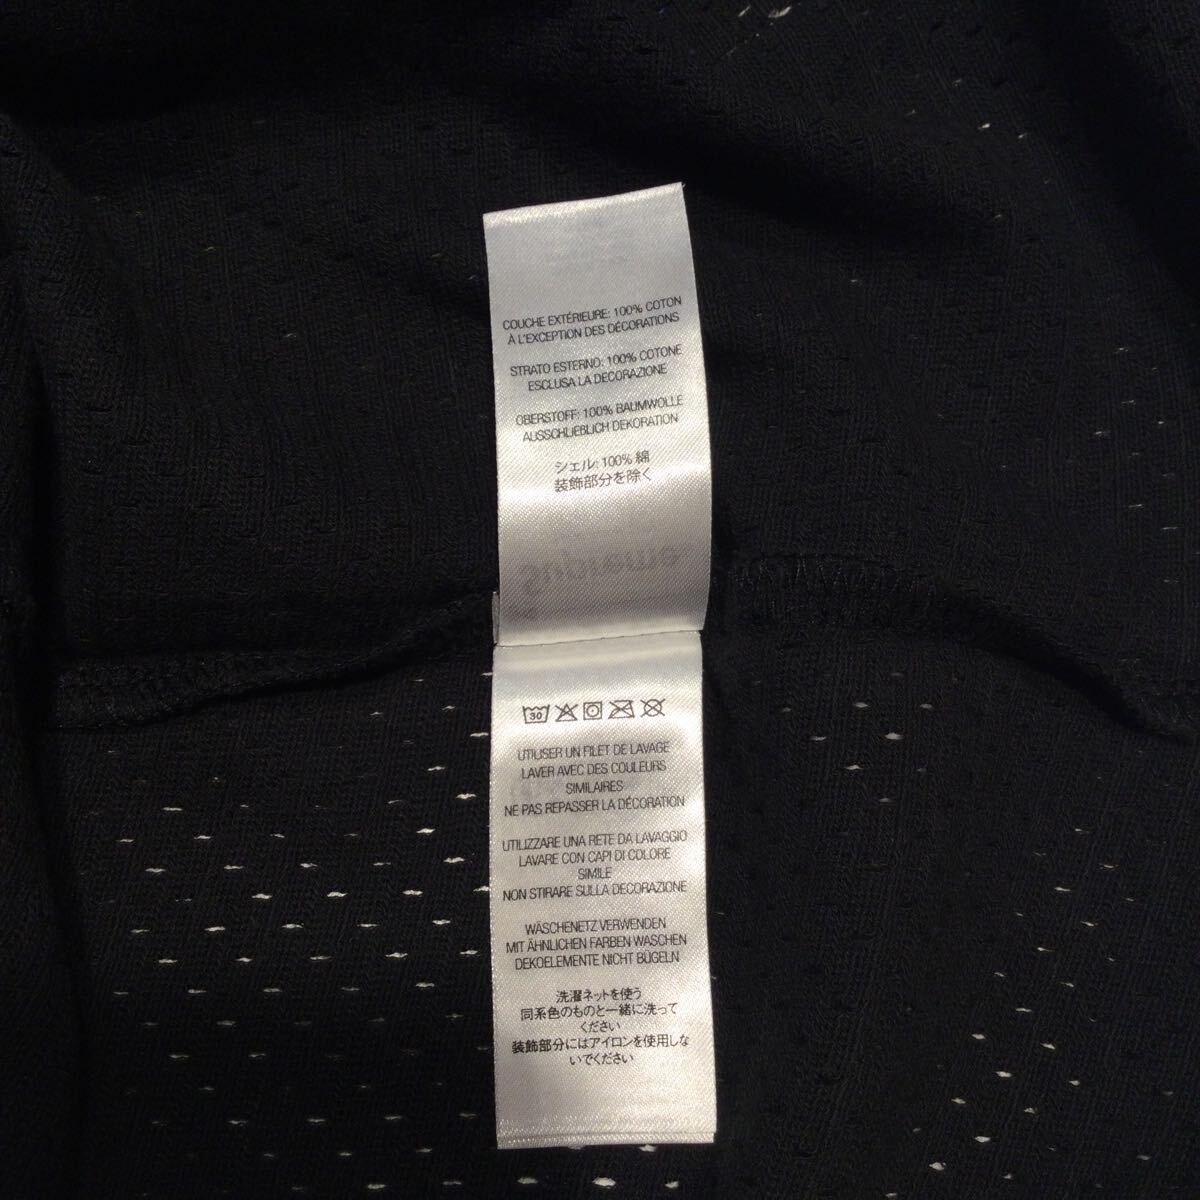 COUCHE EXTÉRIEURE: 100% COTON
À L'EXCEPTION DES DÉCORATIONS
STRATO ESTERNO: 100% COTONE
ESCLUSA LA DECORAZIONE
OBERSTOFF: 100% BAUMWOLLE
AUSSCHLIEBLICH DEKORATION
シェル: 100% 綿
装飾部分を除く
Supreme
30
UTILISER UN FILET DE LAVAGE
LAVER AVEC DES COULEURS
SIMILAIRES
NE PAS REPASSER LA DÉCORATION
UTILIZZARE UNA RETE DA LAVAGGIO
LAVARE CON CAPI DI COLORE
SIMILE
NON STIRARE SULLA DECORAZIONE
WÄSCHENETZ VERWENDEN
MIT ÄHNLICHEN FARBEN WASCHEN
DEKOELEMENTE NICHT BÜGELN
洗濯ネットを使う
同系色のものと一緒に洗って
ください
装飾部分にはアイロンを使用しな
いでください